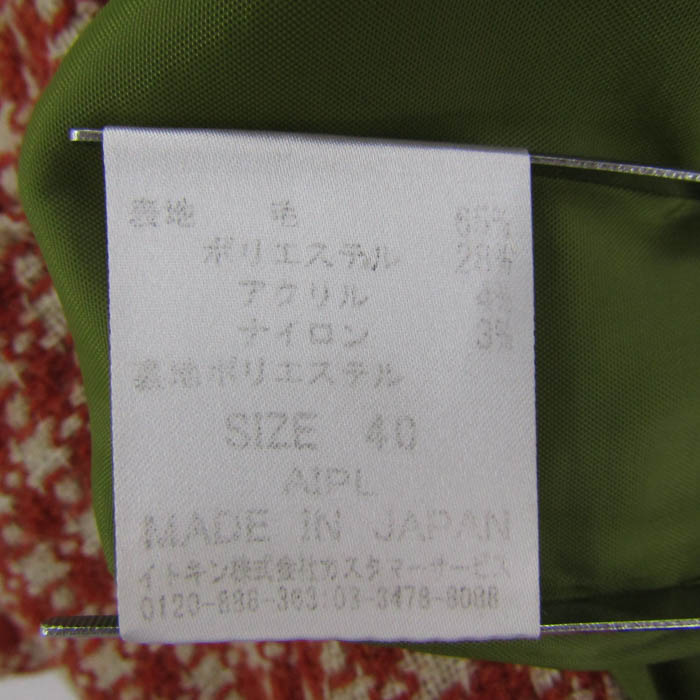 表地 毛 65%
ポリエステル 28%
アクリル 4%
ナイロン 3%
裏地ポリエステル
SIZE 40
AIPL
MADE IN JAPAN
イトキン株式会社カスタマーサービス
0120-888-363:03-3478-8088